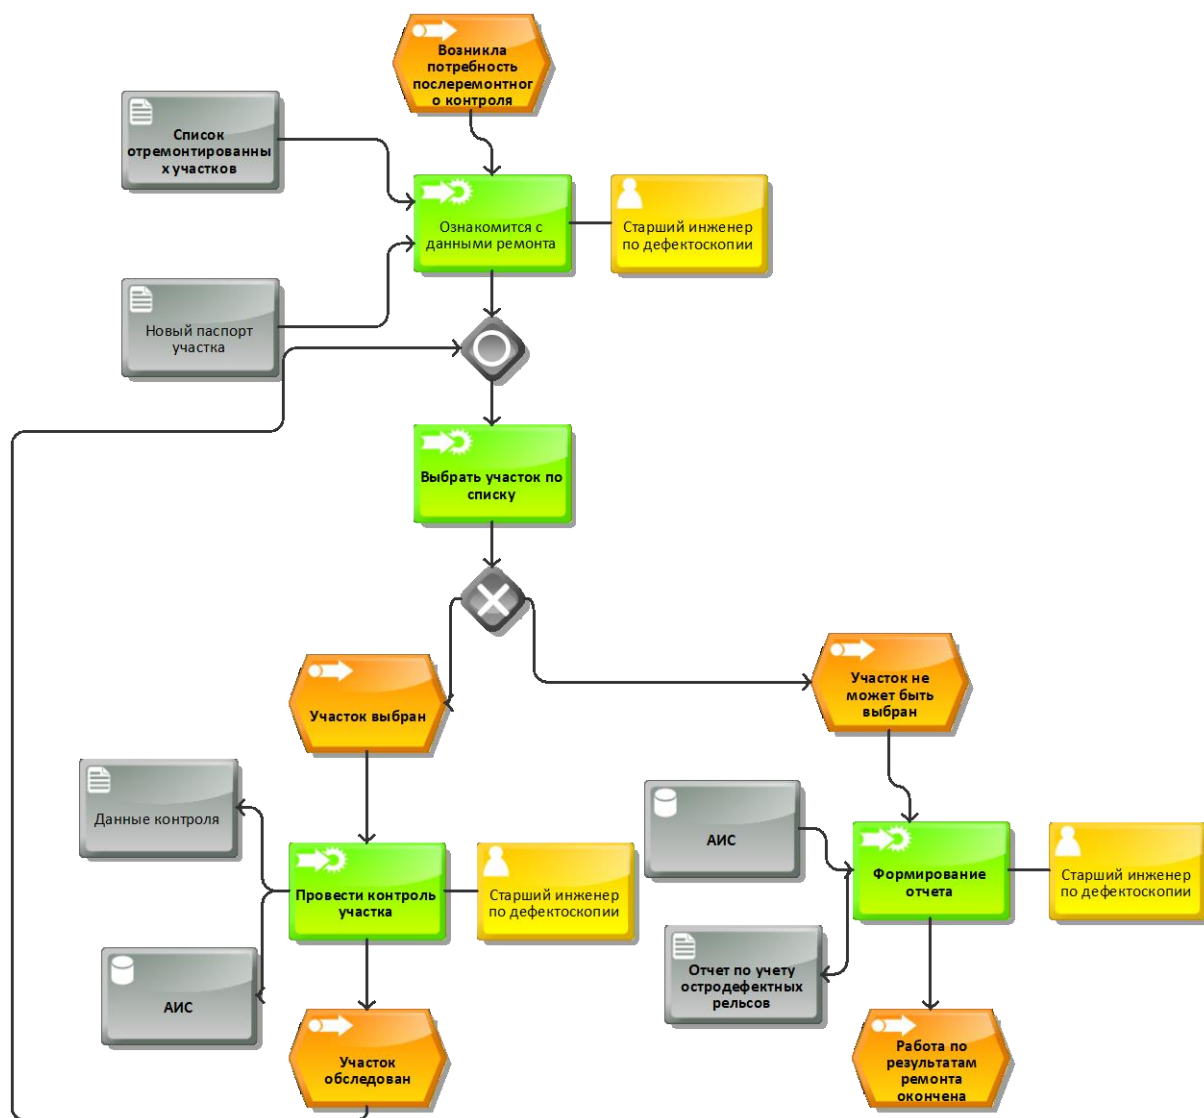 Возникла
потребность
послеремонтног
о контроля
Список
отремонтированны
х участков
Ознакомится с
данными ремонта
Старший инженер
по дефектоскопии
Новый паспорт
участка
Выбрать участок по
списку
Участок выбран
Участок не
может быть
выбран
Данные контроля
АИС
Провести контроль
участка
Старший инженер
по дефектоскопии
Формирование
отчета
Старший инженер
по дефектоскопии
АИС
Отчет по учету
остродефектных
рельсов
Участок
обследован
Работа по
результатам
ремонта
окончена